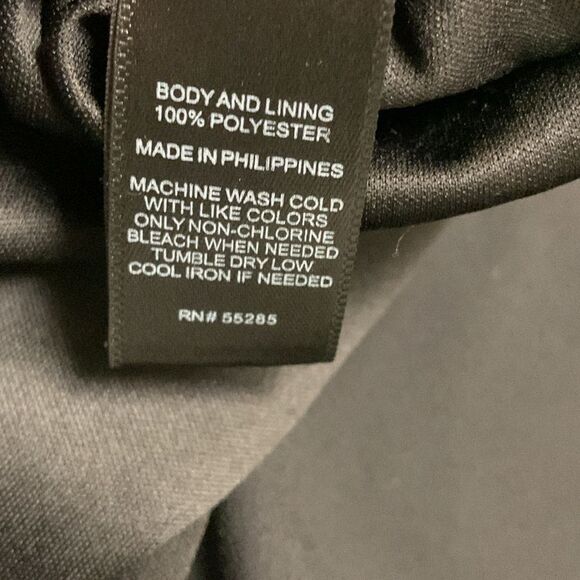 BODY AND LINING
100% POLYESTER
MADE IN PHILIPPINES
MACHINE WASH COLD
WITH LIKE COLORS
ONLY NON-CHLORINE
BLEACH WHEN NEEDED
TUMBLE DRY LOW
COOL IRON IF NEEDED
RN# 55285